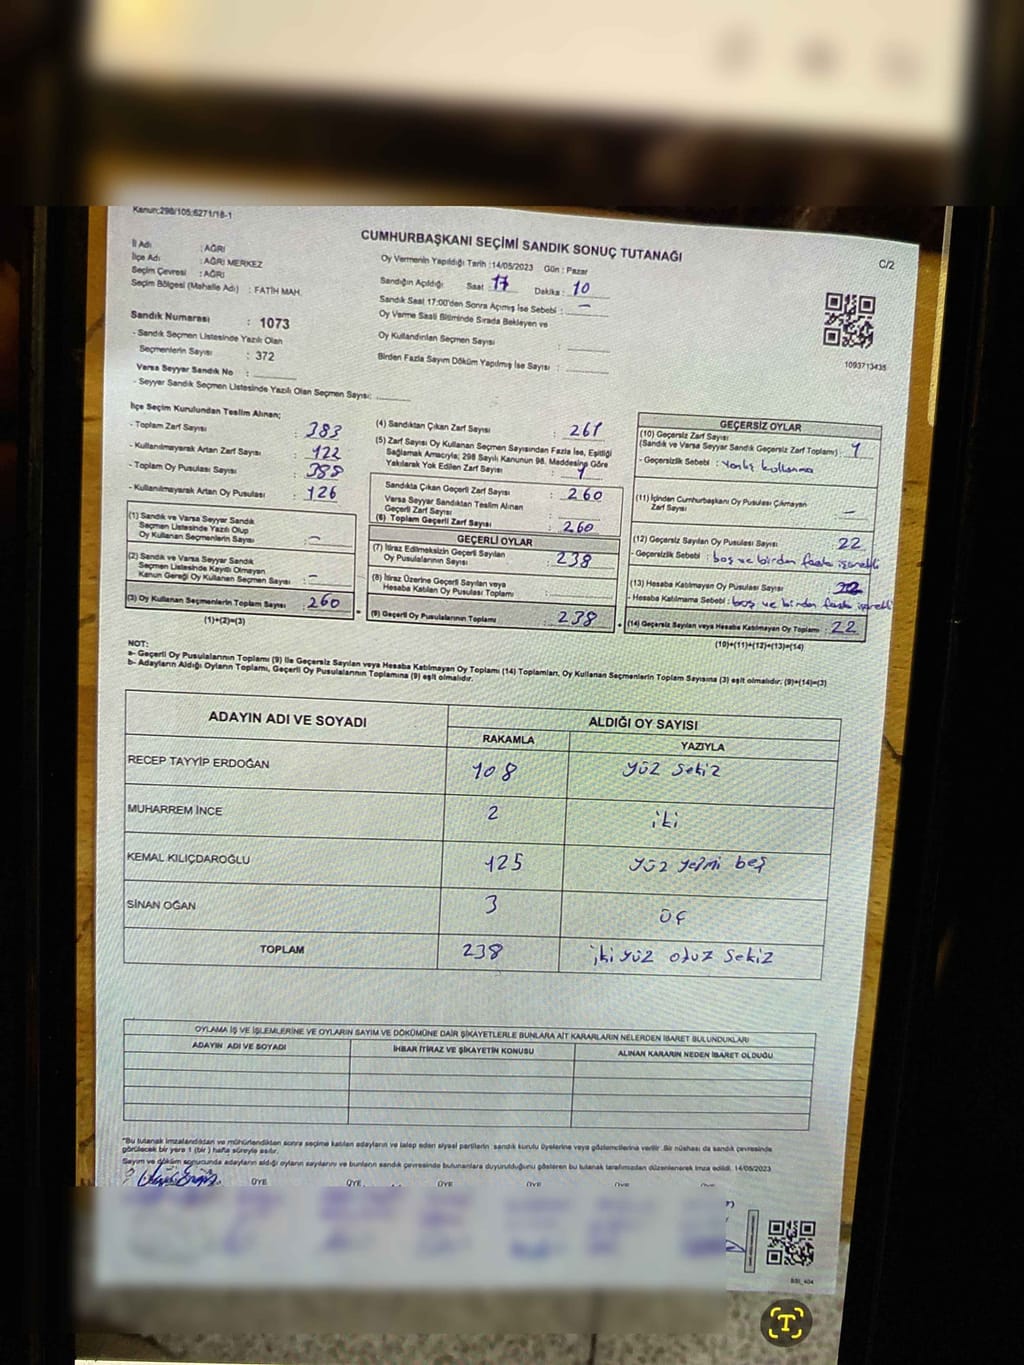 Kanun:298/105;6271/18-1
CUMHURBAŞKANI SEÇİMİ SANDIK SONUÇ TUTANAĞI
C/2
İl Adı : AĞRI
İlçe Adı : AĞRI MERKEZ
Seçim Çevresi : AĞRI
Seçim Bölgesi (Mahalle Adı) : FATİH MAH.
Oy Vermenin Yapıldığı Tarih :14/05/2023 Gün : Pazar
Sandığın Açıldığı Saat 17 Dakika : 10
Sandık Saat 17:00'den Sonra Açmış İse Sebebi : -
Oy Verme Saati Bitiminde Sırada Bekleyen ve
Oy Kullandırılan Seçmen Sayısı :
Birden Fazla Sayım Döküm Yapılmış İse Sayısı :
1093713435
Sandık Numarası : 1073
- Sandık Seçmen Listesinde Yazılı Olan
Seçmenlerin Sayısı : 372
Varsa Seyyar Sandık No :
- Seyyar Sandık Seçmen Listesinde Yazılı Olan Seçmen Sayısı:
İlçe Seçim Kurulundan Teslim Alınan;
- Toplam Zarf Sayısı : 383
- Kullanılmayarak Artan Zarf Sayısı : 122
- Toplam Oy Pusulası Sayısı : 388
- Kullanılmayarak Artan Oy Pusulası : 126
(1) Sandık ve Varsa Seyyar Sandık
Seçmen Listesinde Yazılı Olup
Oy Kullanan Seçmenlerin Sayısı : -
(2) Sandık ve Varsa Seyyar Sandık
Seçmen Listesinde Kayıtlı Olmayan
Kanun Gereği Oy Kullanan Seçmen Sayısı : -
(3) Oy Kullanan Seçmenlerin Toplam Sayısı : 260
(1)+(2)=(3)
(4) Sandıktan Çıkan Zarf Sayısı : 261
(5) Zarf Sayısı Oy Kullanan Seçmen Sayısından Fazla İse, Eşitliği
Sağlamak Amacıyla; 298 Sayılı Kanunun 98. Maddesine Göre
Yakılarak Yok Edilen Zarf Sayısı : 1
Sandıkta Çıkan Geçerli Zarf Sayısı : 260
Varsa Seyyar Sandıktan Teslim Alınan
Geçerli Zarf Sayısı :
(6) Toplam Geçerli Zarf Sayısı : 260
GEÇERLİ OYLAR
(7) İtiraz Edilmeksizin Geçerli Sayılan
Oy Pusulalarının Sayısı : 238
(8) İtiraz Üzerine Geçerli Sayılan veya
Hesaba Katılan Oy Pusulası Toplamı :
(9) Geçerli Oy Pusulalarının Toplamı : 238
GEÇERSİZ OYLAR
(10) Geçersiz Zarf Sayısı
(Sandık ve Varsa Seyyar Sandık Geçersiz Zarf Toplamı) : 1
- Geçersizlik Sebebi : Yanlış kullanma
(11) İçinden Cumhurbaşkanı Oy Pusulası Çıkmayan
Zarf Sayısı : -
(12) Geçersiz Sayılan Oy Pusulası Sayısı : 22
- Geçersizlik Sebebi : boş ve birden fazla işaretli
(13) Hesaba Katılmayan Oy Pusulası Sayısı :
- Hesaba Katılmama Sebebi : boş ve birden fazla işaretli
(14) Geçersiz Sayılan veya Hesaba Katılmayan Oy Toplamı : 22
(10)+(11)+(12)+(13)=(14)
NOT:
a- Geçerli Oy Pusulalarının Toplamı (9) ile Geçersiz Sayılan veya Hesaba Katılmayan Oy Toplamı (14) Toplamları, Oy Kullanan Seçmenlerin Toplam Sayısına (3) eşit olmalıdır; (9)+(14)=(3)
b- Adayların Aldığı Oyların Toplamı, Geçerli Oy Pusulalarının Toplamına (9) eşit olmalıdır.
ADAYIN ADI VE SOYADI ALDIĞI OY SAYISI
RAKAMLA YAZIYLA
RECEP TAYYİP ERDOĞAN 108 yüz sekiz
MUHARREM İNCE 2 iki
KEMAL KILIÇDAROĞLU 125 yüz yirmi beş
SİNAN OĞAN 3 üç
TOPLAM 238 iki yüz otuz sekiz
OYLAMA İŞ VE İŞLEMLERİNE VE OYLARIN SAYIM VE DÖKÜMÜNE DAİR ŞİKAYETLERLE BUNLARA AİT KARARLARIN NELERDEN İBARET BULUNDUKLARI
ADAYIN ADI VE SOYADI İHBAR İTİRAZ VE ŞİKAYETİN KONUSU ALINAN KARARIN NEDEN İBARET OLDUĞU
"Bu tutanak imzalandıktan ve mühürlendikten sonra seçime katılan adayların ve talep eden siyasi partilerin sandık kurulu üyelerine veya gözlemcilerine verilir. Bir nüshası da sandık çevresinde
görülecek bir yere 1 (bir) hafta süreyle asılır.
Sayım ve döküm sonucunda adayların aldığı oyların sayılarını ve bunların sandık çevresinde bulunanlara duyurulduğunu gösteren bu tutanak tarafımızdan düzenlenerek imza edildi. 14/05/2023
ÜYE ÜYE ÜYE ÜYE ÜYE ÜYE